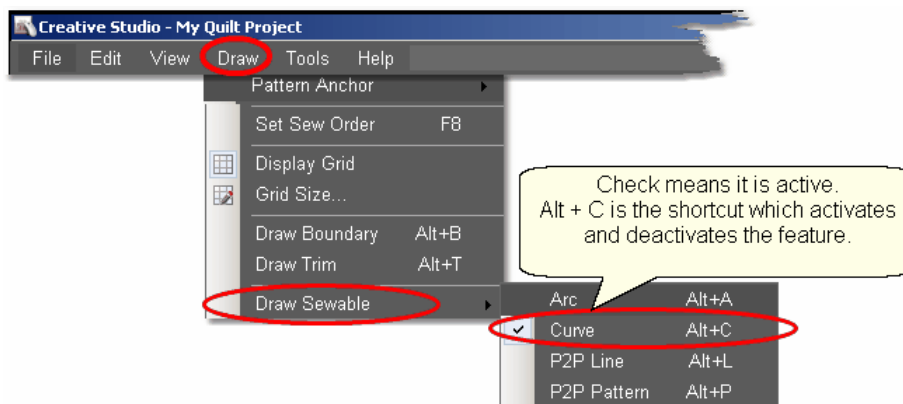 Creative Studio - My Quilt Project
File Edit View Draw Tools Help
Pattern Anchor
Set Sew Order F8
Display Grid
Grid Size...
Draw Boundary Alt+B
Draw Trim Alt+T
Draw Sewable
Check means it is active.
Alt + C is the shortcut which activates
and deactivates the feature.
Arc Alt+A
Curve Alt+C
P2P Line Alt+L
P2P Pattern Alt+P